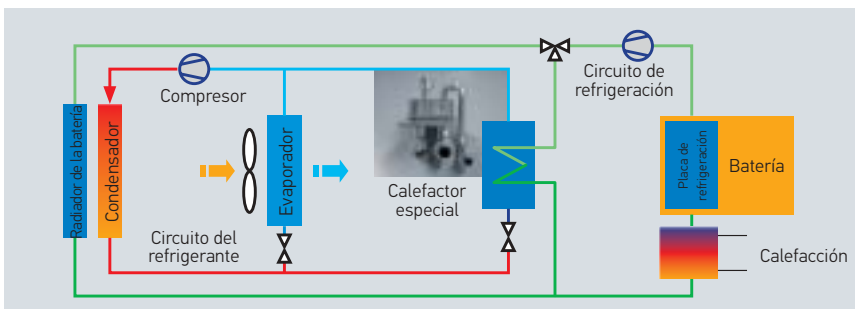 Compresor
Circuito de
refrigeración
Radiador de la batería
Condensador
Evaporador
Calefactor
especial
Placa de
refrigeración
Batería
Circuito del
refrigerante
Calefacción